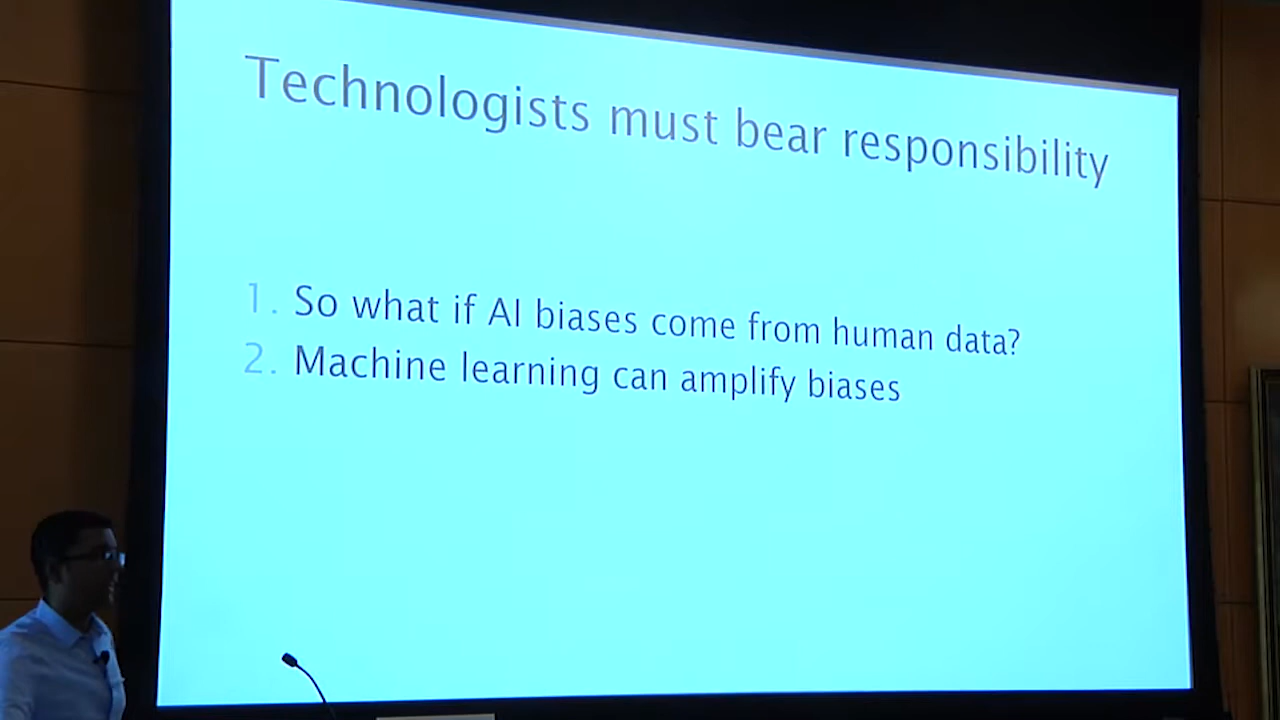 Technologists must bear responsibility
1. So what if AI biases come from human data?
2. Machine learning can amplify biases